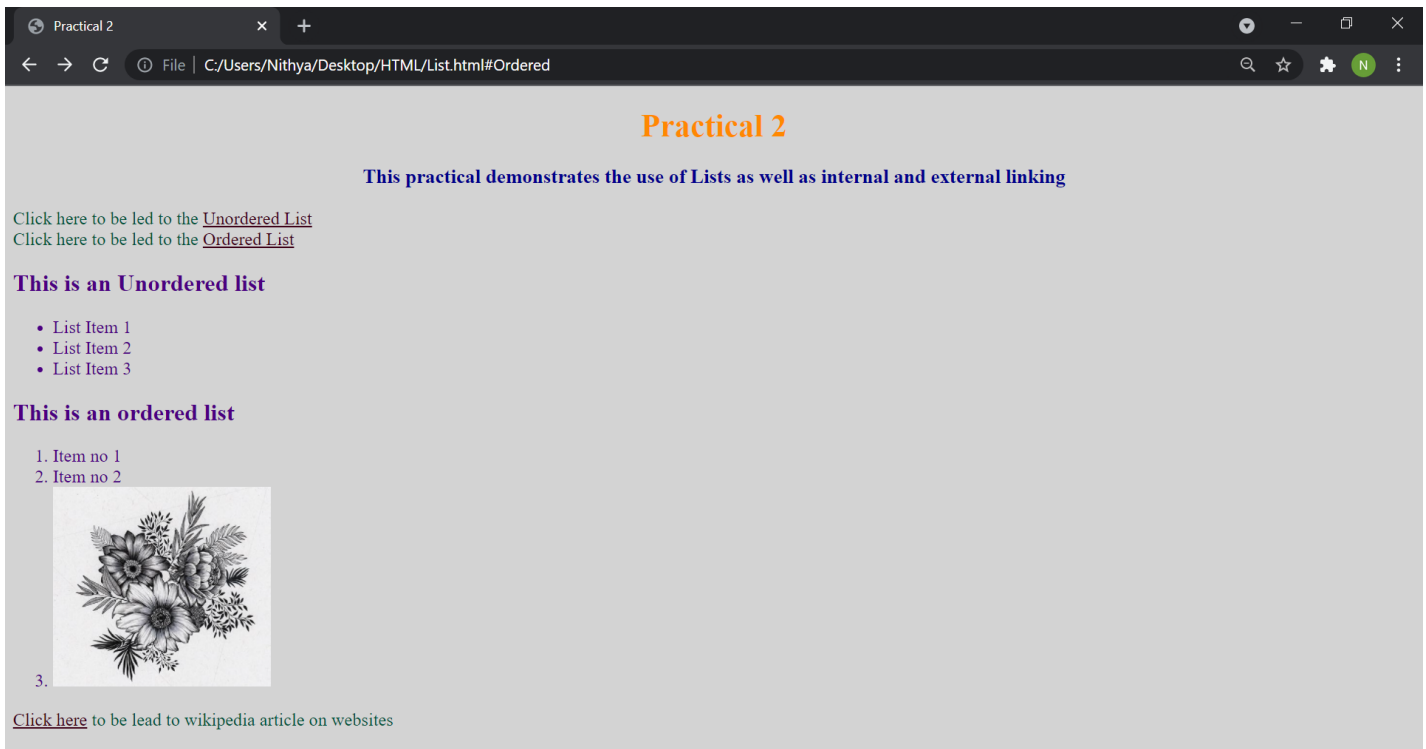 Practical 2
File | C:/Users/Nithya/Desktop/HTML/List.html#Ordered
N
Practical 2
This practical demonstrates the use of Lists as well as internal and external linking
Click here to be led to the Unordered List
Click here to be led to the Ordered List
This is an Unordered list
• List Item 1
• List Item 2
• List Item 3
This is an ordered list
1. Item no 1
2. Item no 2
3.
Click here to be lead to wikipedia article on websites